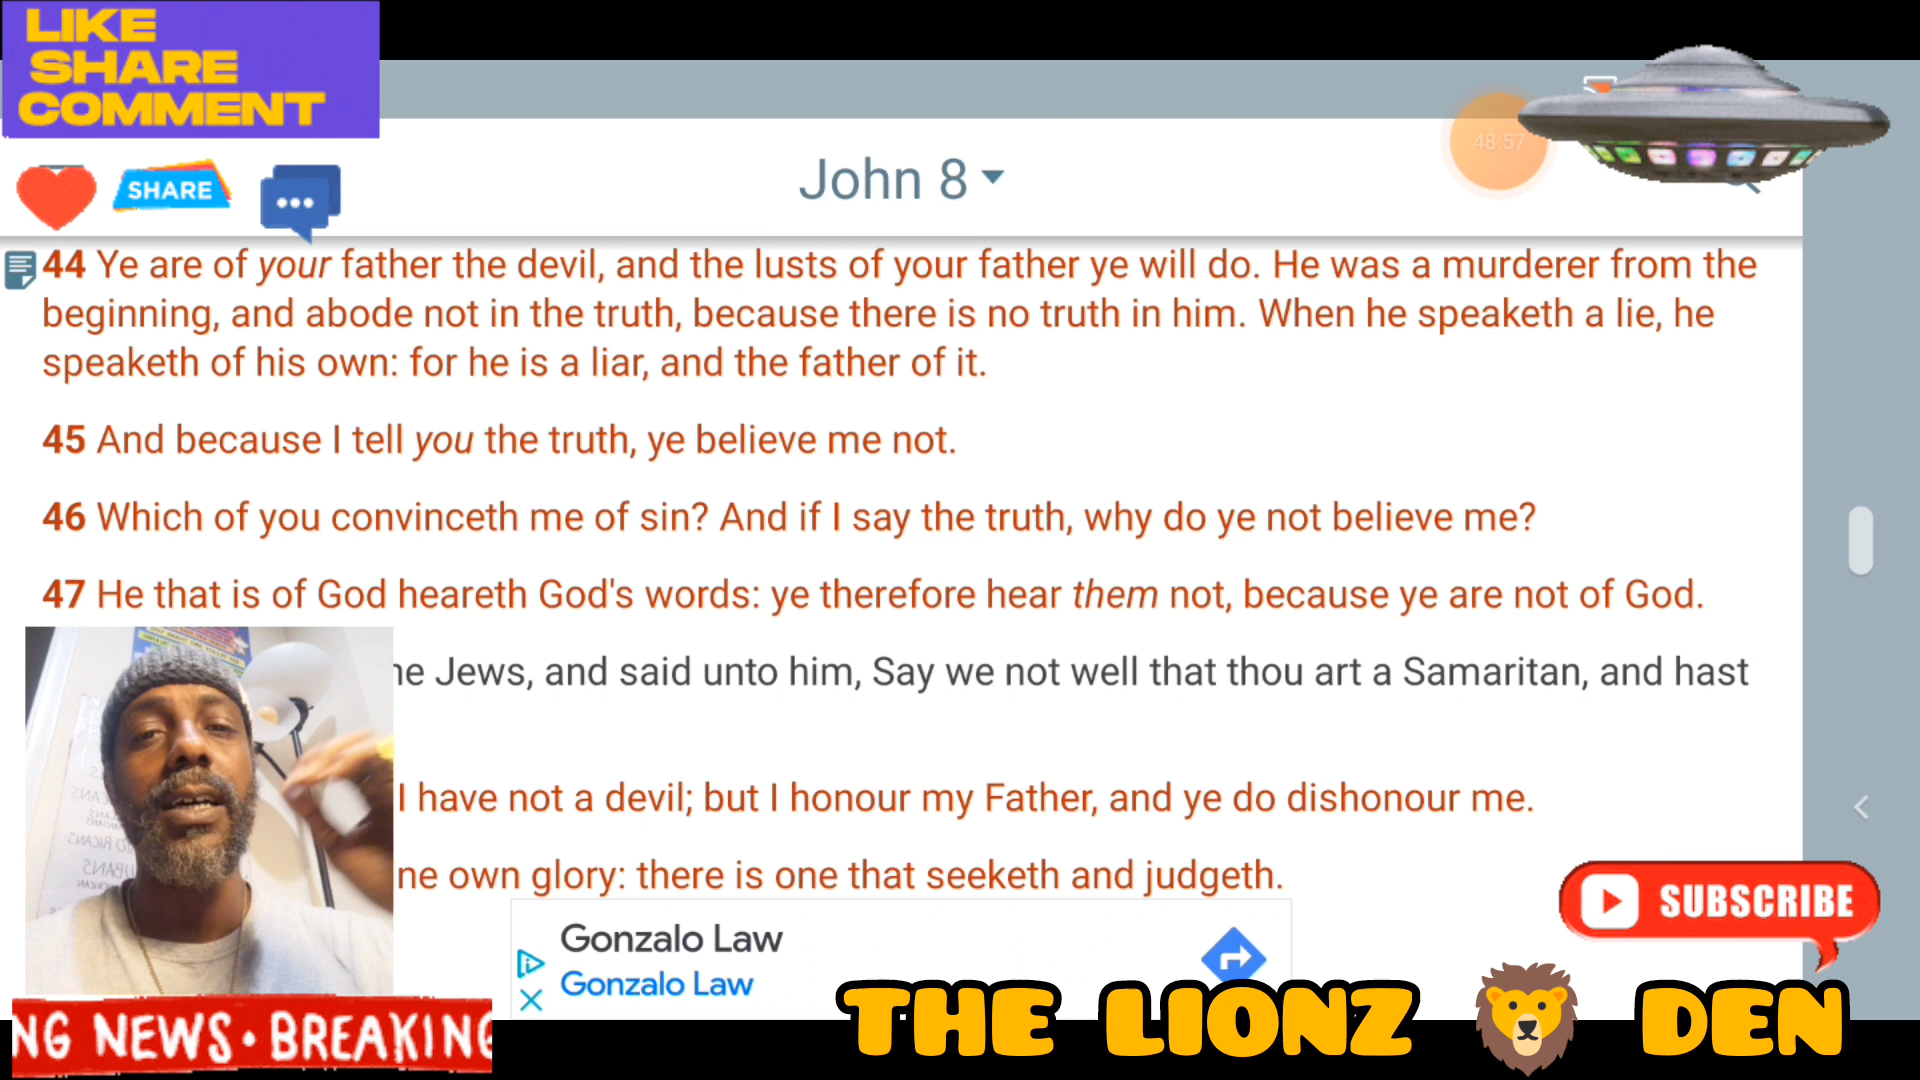 LIKE
SHARE
COMMENT
SHARE
John 8
48:57
44 Ye are of your father the devil, and the lusts of your father ye will do. He was a murderer from the
beginning, and abode not in the truth, because there is no truth in him. When he speaketh a lie, he
speaketh of his own: for he is a liar, and the father of it.
45 And because I tell you the truth, ye believe me not.
46 Which of you convinceth me of sin? And if I say the truth, why do ye not believe me?
47 He that is of God heareth God's words: ye therefore hear them not, because ye are not of God.
he Jews, and said unto him, Say we not well that thou art a Samaritan, and hast
I have not a devil; but I honour my Father, and ye do dishonour me.
ne own glory: there is one that seeketh and judgeth.
Gonzalo Law
Gonzalo Law
SUBSCRIBE
THE LIONZ DEN
NG NEWS • BREAKING